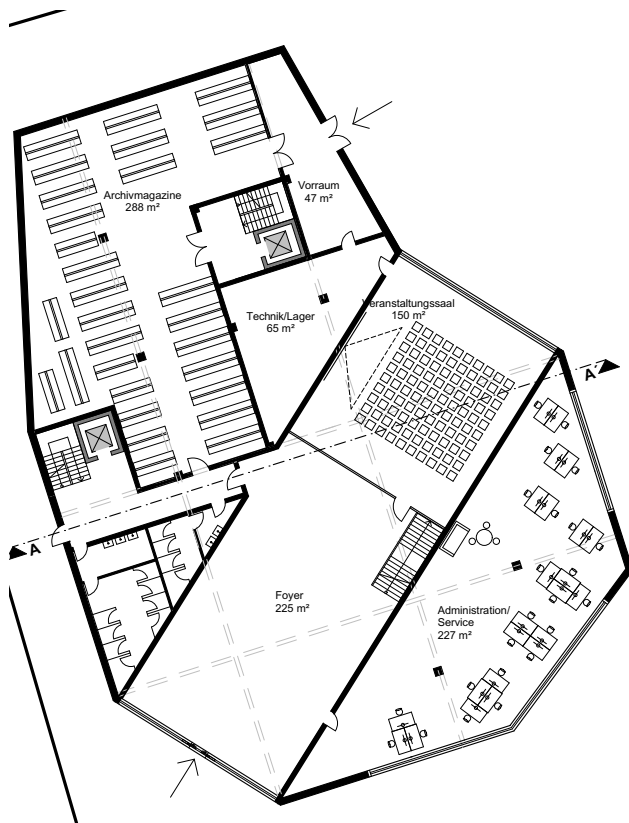 Archivmagazine
288 m²
Vorraum
47 m²
Technik/Lager
65 m²
Veranstaltungssaal
150 m²
A
A
Foyer
225 m²
Administration/
Service
227 m²